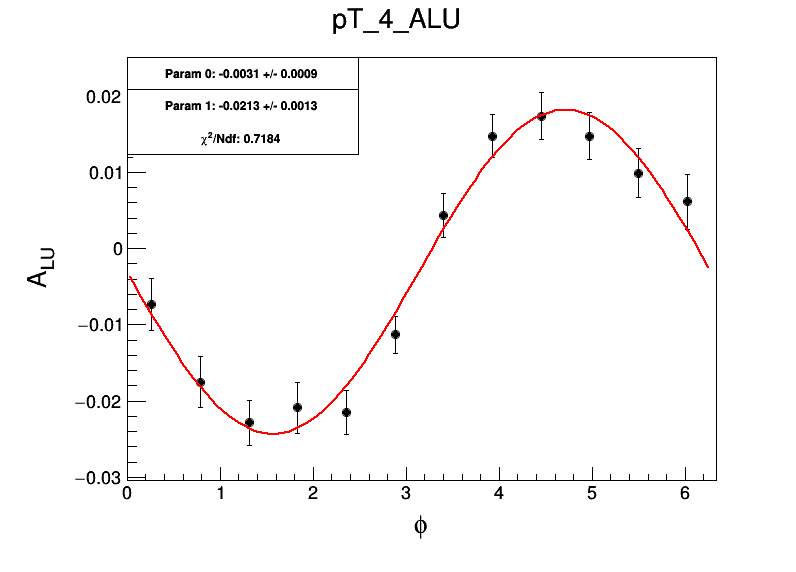 pT_4_ALU
Param 0: -0.0031 +/- 0.0009
Param 1: -0.0213 +/- 0.0013
χ²/Ndf: 0.7184
0.02
0.01
0
−0.01
−0.02
−0.03
A_LU
0 1 2 3 4 5 6
ϕ